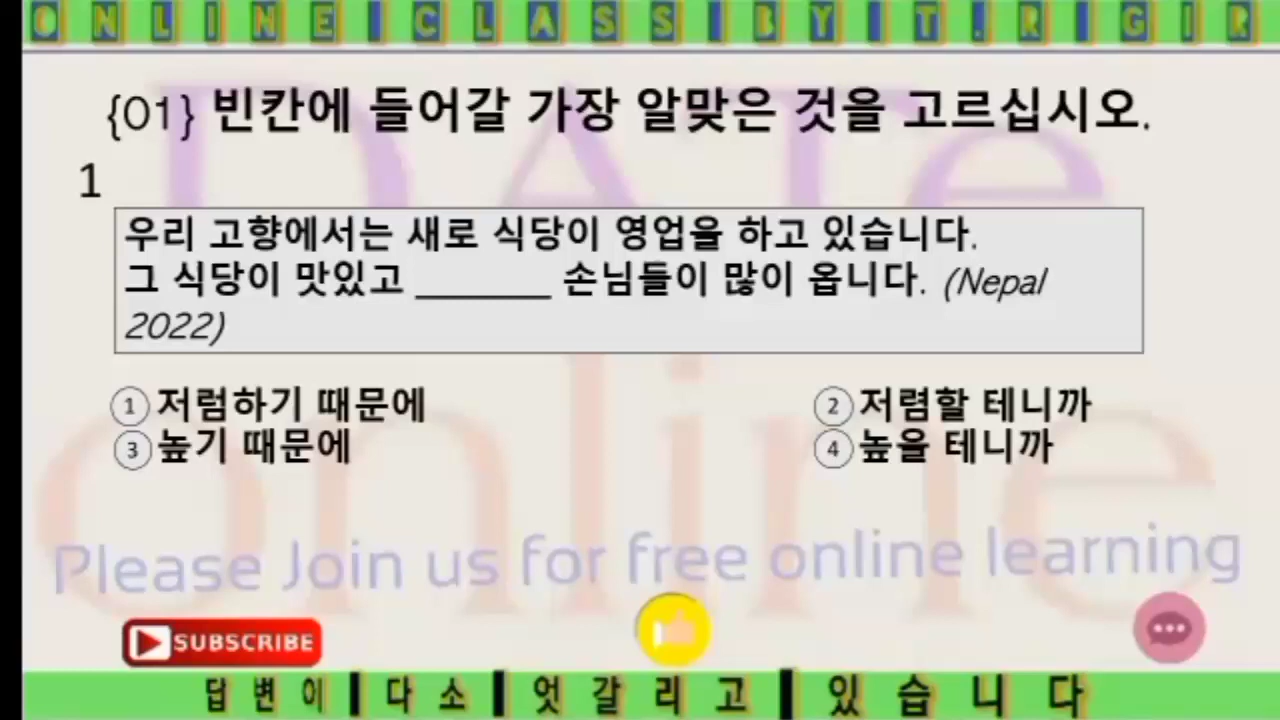 ONLINE CLASS BY T.RIGIR
{01} 빈칸에 들어갈 가장 알맞은 것을 고르십시오.
1
우리 고향에서는 새로 식당이 영업을 하고 있습니다.
그 식당이 맛있고 _______ 손님들이 많이 옵니다. (Nepal
2022)
① 저럼하기 때문에 ② 저렴할 테니까
③ 높기 때문에 ④ 높을 테니까
DATe
online
Please Join us for free online learning
SUBSCRIBE
답변이 다소 엇갈리고 있습니다